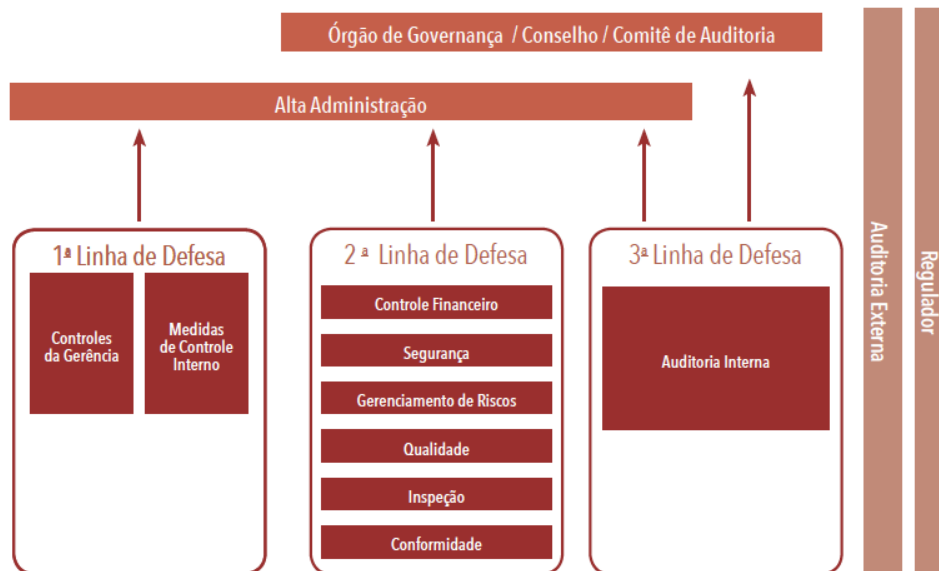 Órgão de Governança / Conselho / Comitê de Auditoria
Alta Administração
1ª Linha de Defesa
Controles
da Gerência
Medidas
de Controle
Interno
2 ª Linha de Defesa
Controle Financeiro
Segurança
Gerenciamento de Riscos
Qualidade
Inspeção
Conformidade
3ª Linha de Defesa
Auditoria Interna
Auditoria Externa
Regulador